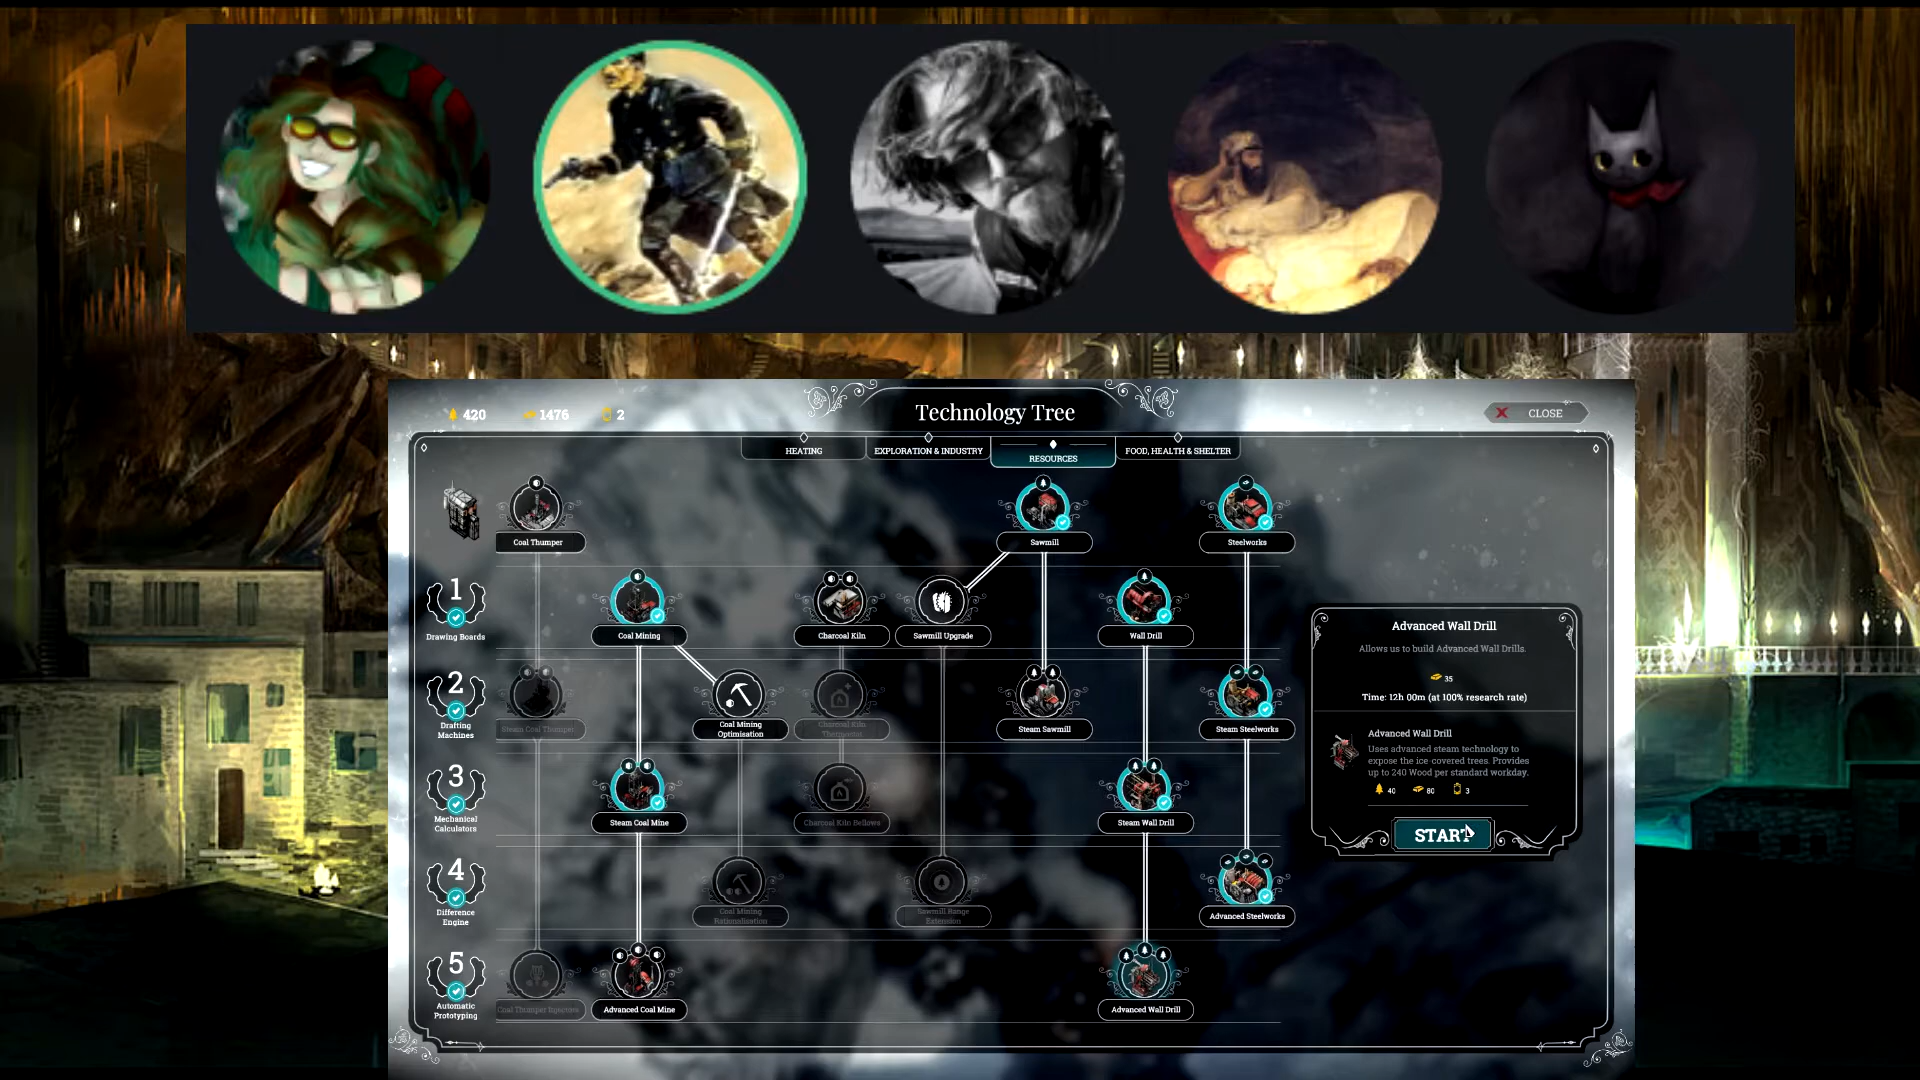 420 1476 2
Technology Tree
CLOSE
HEATING
EXPLORATION & INDUSTRY
RESOURCES
FOOD, HEALTH & SHELTER
Coal Thumper
Sawmill
Steelworks
1
Drawing Boards
Coal Mining
Charcoal Kiln
Sawmill Upgrade
Wall Drill
2
Drafting
Machines
Steam Coal Thumper
Coal Mining
Optimisation
Charcoal Kiln
Thermostat
Steam Sawmill
Steam Steelworks
3
Mechanical
Calculators
Steam Coal Mine
Charcoal Kiln Bellows
Steam Wall Drill
4
Difference
Engine
Coal Mining
Rationalisation
Sawmill Range
Extension
Advanced Steelworks
5
Automatic
Prototyping
Coal Thumper Injectors
Advanced Coal Mine
Advanced Wall Drill
Advanced Wall Drill
Allows us to build Advanced Wall Drills.
35
Time: 12h 00m (at 100% research rate)
Advanced Wall Drill
Uses advanced steam technology to
expose the ice-covered trees. Provides
up to 240 Wood per standard workday.
40 80 3
START